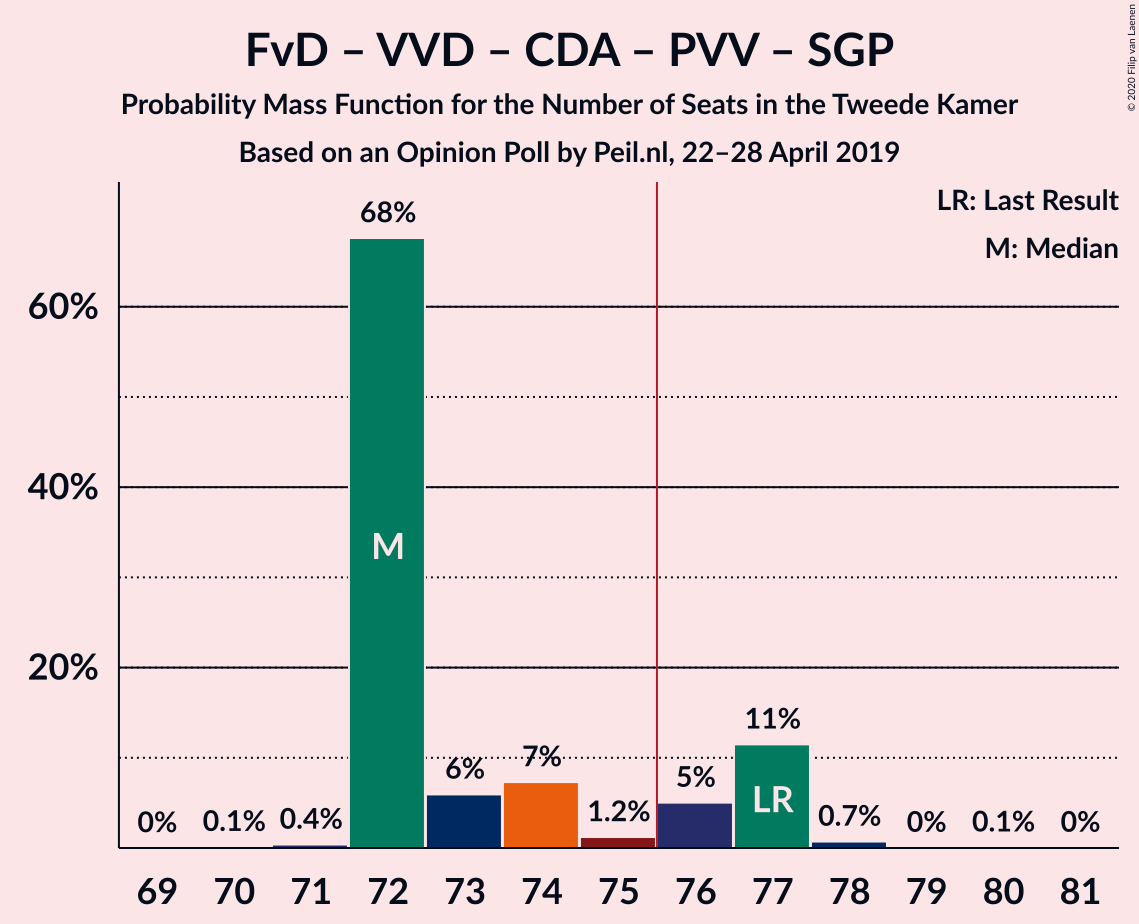 FvD – VVD – CDA – PVV – SGP
Probability Mass Function for the Number of Seats in the Tweede Kamer
Based on an Opinion Poll by Peil.nl, 22–28 April 2019
© 2020 Filip van Laenen
LR: Last Result
M: Median
60%
40%
20%
0% 0.1% 0.4% 68% 6% 7% 1.2% 5% 11% 0.7% 0% 0.1% 0%
M
LR
69 70 71 72 73 74 75 76 77 78 79 80 81